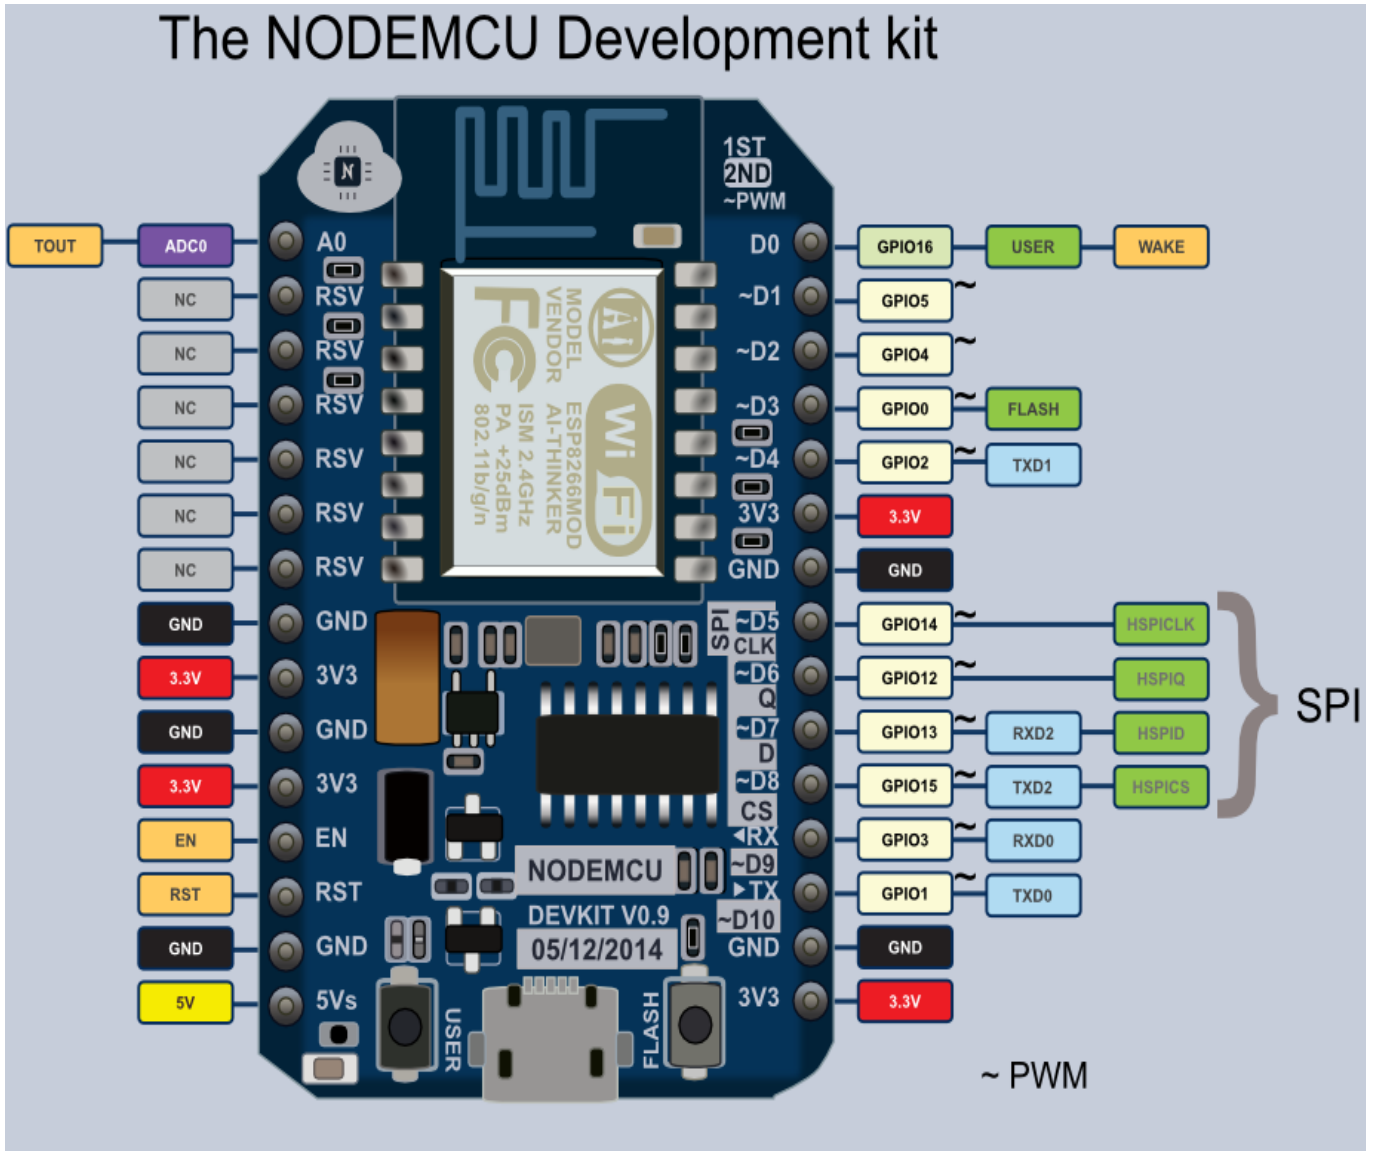 The NODEMCU Development kit
1ST
2ND
~PWM
TOUT ADC0 A0
NC RSV
NC RSV
NC RSV
NC RSV
NC RSV
NC RSV
GND GND
3.3V 3V3
GND GND
3.3V 3V3
EN EN
RST RST
GND GND
5V 5Vs
MODEL ESP8266MOD
VENDOR AI-THINKER
ISM 2.4GHz
PA +25dBm
802.11b/g/n
FC
Ai
WiFi
D0 GPIO16 USER WAKE
~D1 GPIO5 ~
~D2 GPIO4 ~
~D3 GPIO0 ~ FLASH
~D4 GPIO2 ~ TXD1
3V3 3.3V
GND GND
SPI
~D5 GPIO14 ~ HSPICLK
CLK
~D6 GPIO12 ~ HSPIQ
Q
~D7 GPIO13 ~ RXD2 HSPID
D
~D8 GPIO15 ~ TXD2 HSPICS
CS
SPI
◄RX GPIO3 ~ RXD0
~D9
►TX GPIO1 ~ TXD0
~D10
GND GND
3V3 3.3V
NODEMCU
DEVKIT V0.9
05/12/2014
USER
FLASH
~ PWM